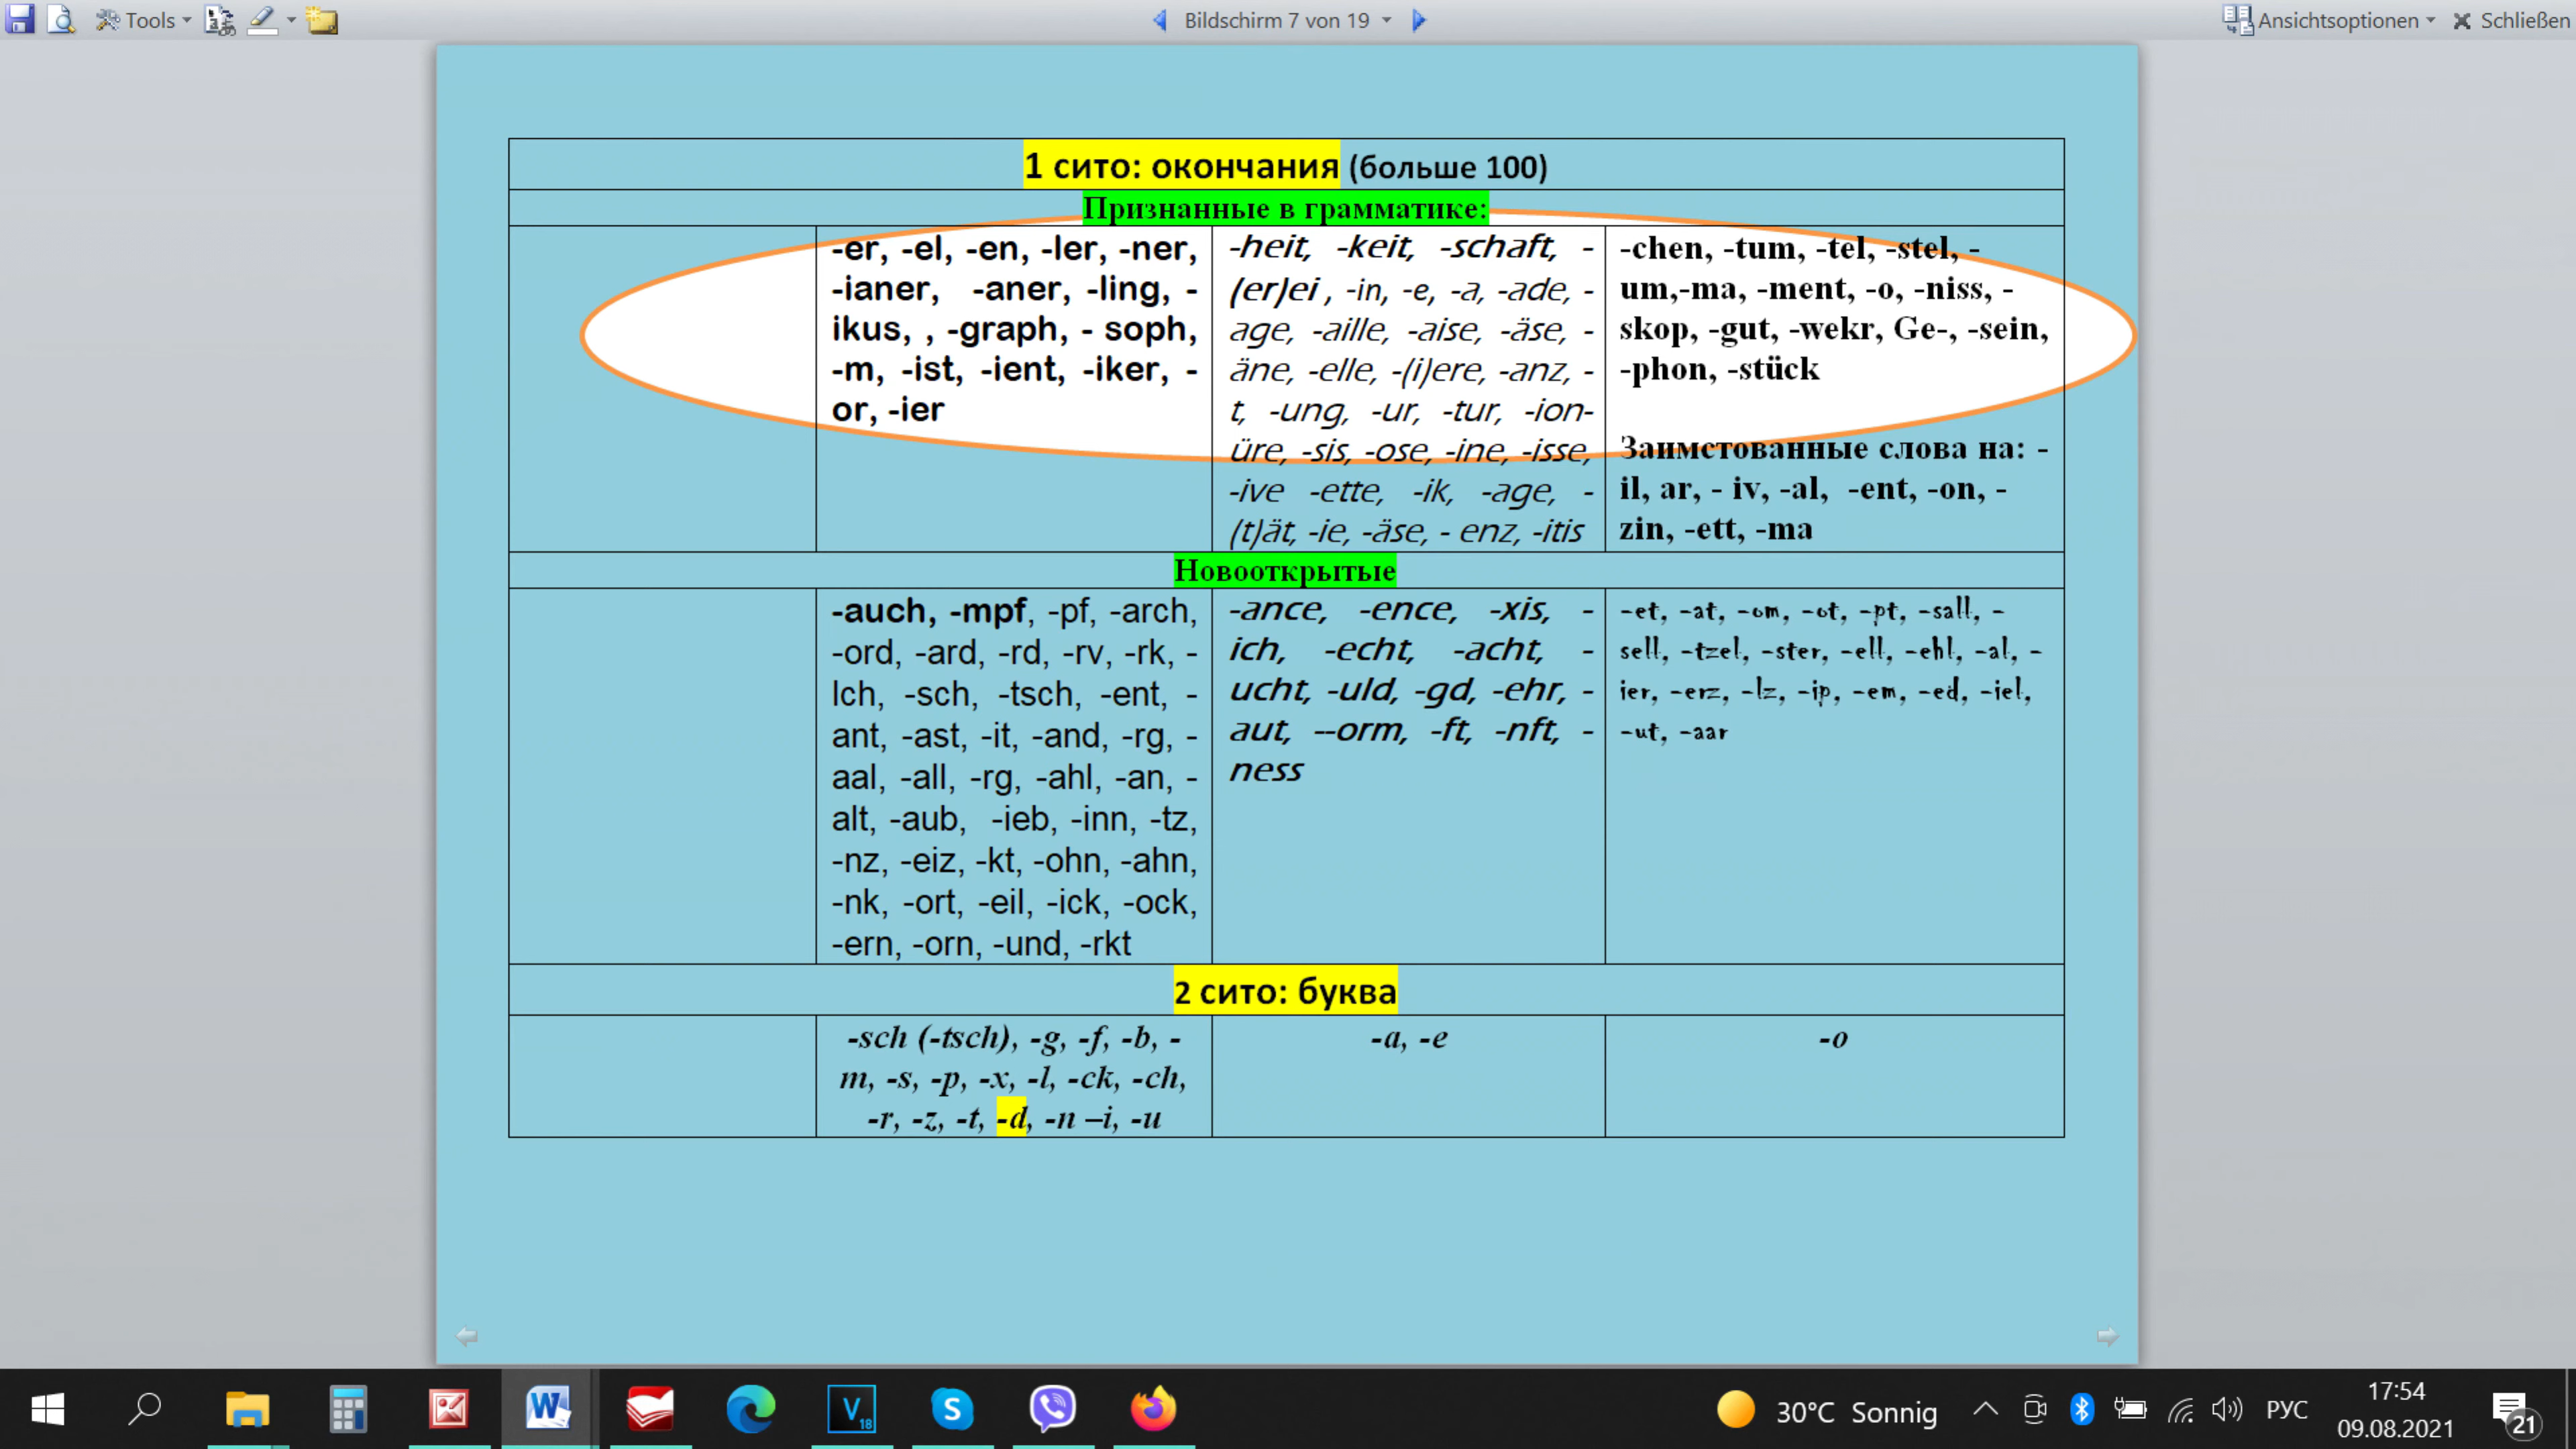 Tools
Bildschirm 7 von 19
Ansichtsoptionen
Schließen
1 сито: окончания (больше 100)
Признанные в грамматике:
-er, -el, -en, -ler, -ner,
-ianer, -aner, -ling, -
ikus, , -graph, - soph,
-m, -ist, -ient, -iker, -
or, -ier
-heit, -keit, -schaft, -
(er)ei , -in, -e, -a, -ade, -
age, -aille, -aise, -äse, -
äne, -elle, -(i)ere, -anz, -
t, -ung, -ur, -tur, -ion-
üre, -sis, -ose, -ine, -isse,
-ive -ette, -ik, -age, -
(t)ät, -ie, -äse, - enz, -itis
-chen, -tum, -tel, -stel, -
um,-ma, -ment, -o, -niss, -
skop, -gut, -wekr, Ge-, -sein,
-phon, -stück
Заимстованные слова на: -
il, ar, - iv, -al, -ent, -on, -
zin, -ett, -ma
Новооткрытые
-auch, -mpf, -pf, -arch,
-ord, -ard, -rd, -rv, -rk, -
lch, -sch, -tsch, -ent, -
ant, -ast, -it, -and, -rg, -
aal, -all, -rg, -ahl, -an, -
alt, -aub, -ieb, -inn, -tz,
-nz, -eiz, -kt, -ohn, -ahn,
-nk, -ort, -eil, -ick, -ock,
-ern, -orn, -und, -rkt
-ance, -ence, -xis, -
ich, -echt, -acht, -
ucht, -uld, -gd, -ehr, -
aut, --orm, -ft, -nft, -
ness
-et, -at, -om, -ot, -pt, -sall, -
sell, -tzel, -ster, -ell, -ehl, -al, -
ier, -erz, -lz, -ip, -em, -ed, -iel,
-ut, -aar
2 сито: буква
-sch (-tsch), -g, -f, -b, -
m, -s, -p, -x, -l, -ck, -ch,
-r, -z, -t, -d, -n –i, -u
-a, -e
-o
30°C Sonnig
РУС
17:54
09.08.2021
21